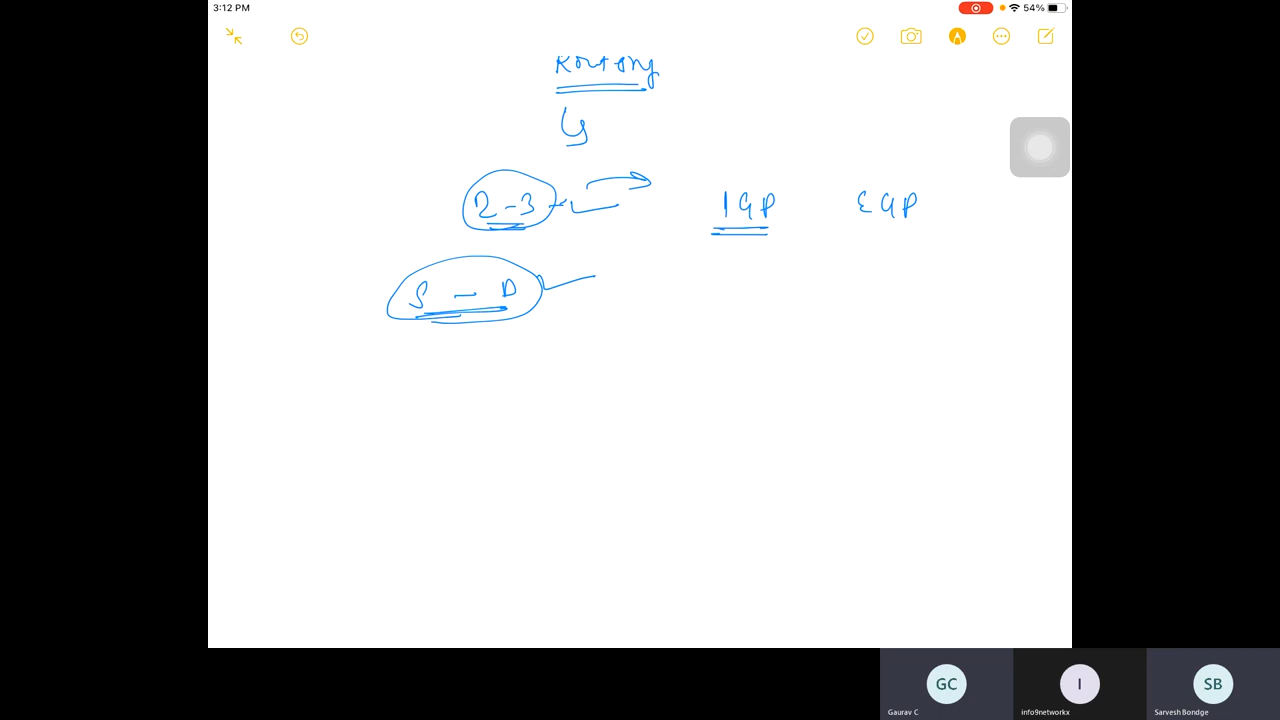 3:12 PM
54%
Routing
2-3
IGP EGP
S - D
GC
I
SB
Gaurav C
info9networkx
Sarvesh Bondge